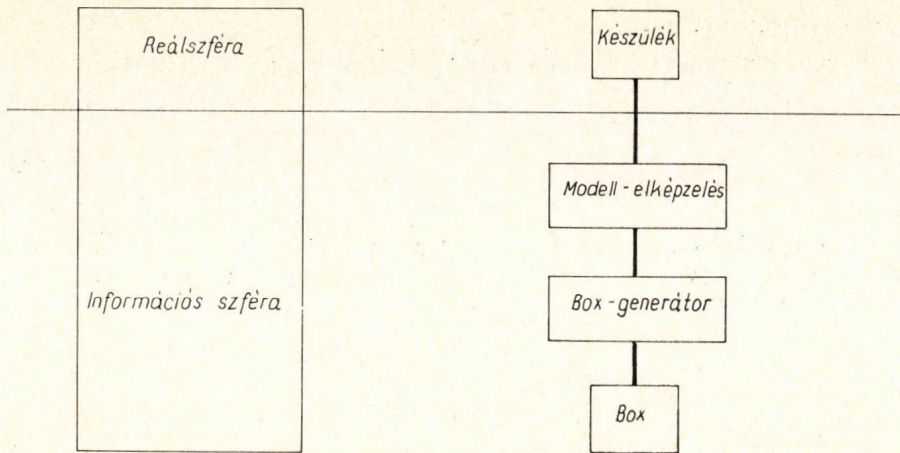 Reálszféra
Készülék
Modell-elképzelés
Információs szféra
Box-generátor
Box